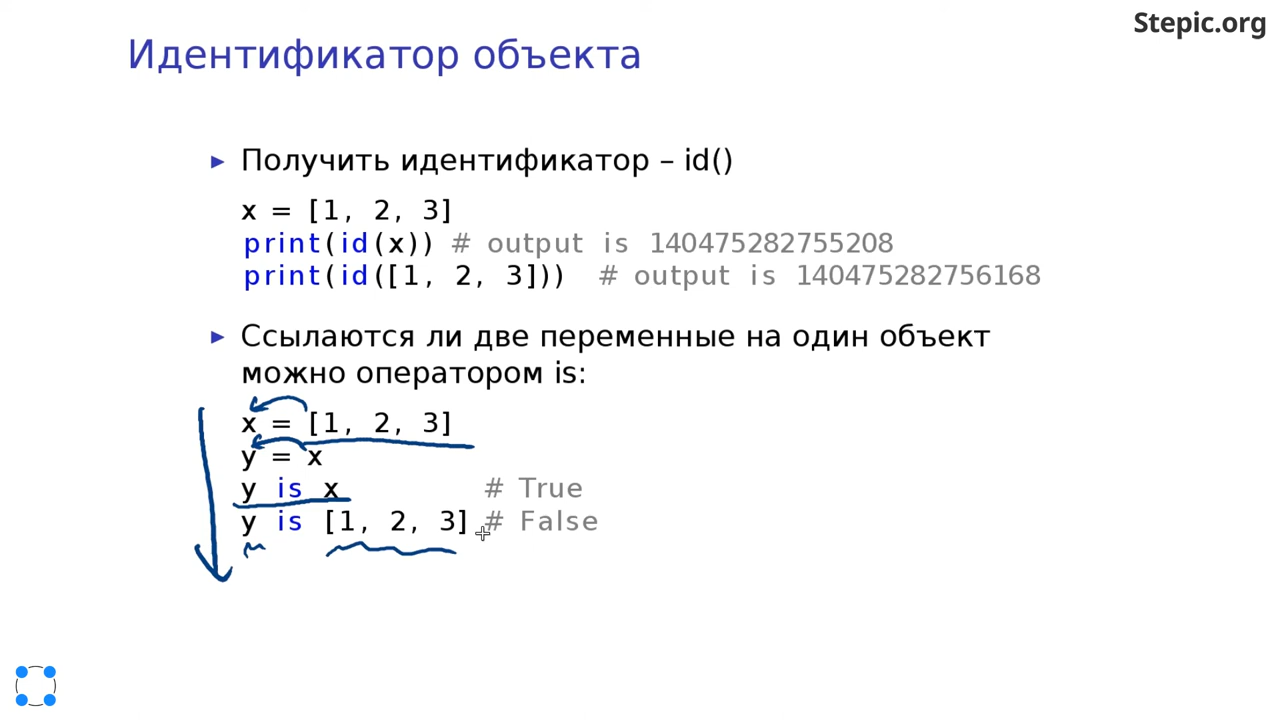 Stepic.org
Идентификатор объекта
► Получить идентификатор – id()
x = [1, 2, 3]
print(id(x)) # output is 140475282755208
print(id([1, 2, 3])) # output is 140475282756168
► Ссылаются ли две переменные на один объект
можно оператором is:
x = [1, 2, 3]
y = x
y is x # True
y is [1, 2, 3] # False